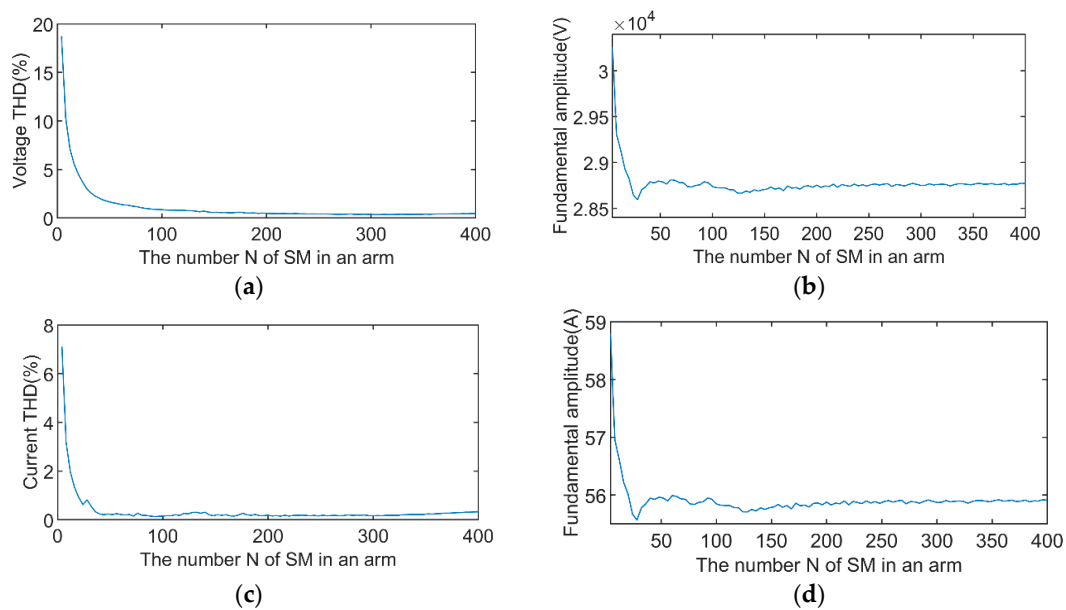 Voltage THD(%)
20
15
10
5
0
0 100 200 300 400
The number N of SM in an arm
(a)
×10⁴
Fundamental amplitude(V)
3
2.95
2.9
2.85
50 100 150 200 250 300 350 400
The number N of SM in an arm
(b)
Current THD(%)
8
6
4
2
0
0 100 200 300 400
The number N of SM in an arm
(c)
Fundamental amplitude(A)
59
58
57
56
50 100 150 200 250 300 350 400
The number N of SM in an arm
(d)